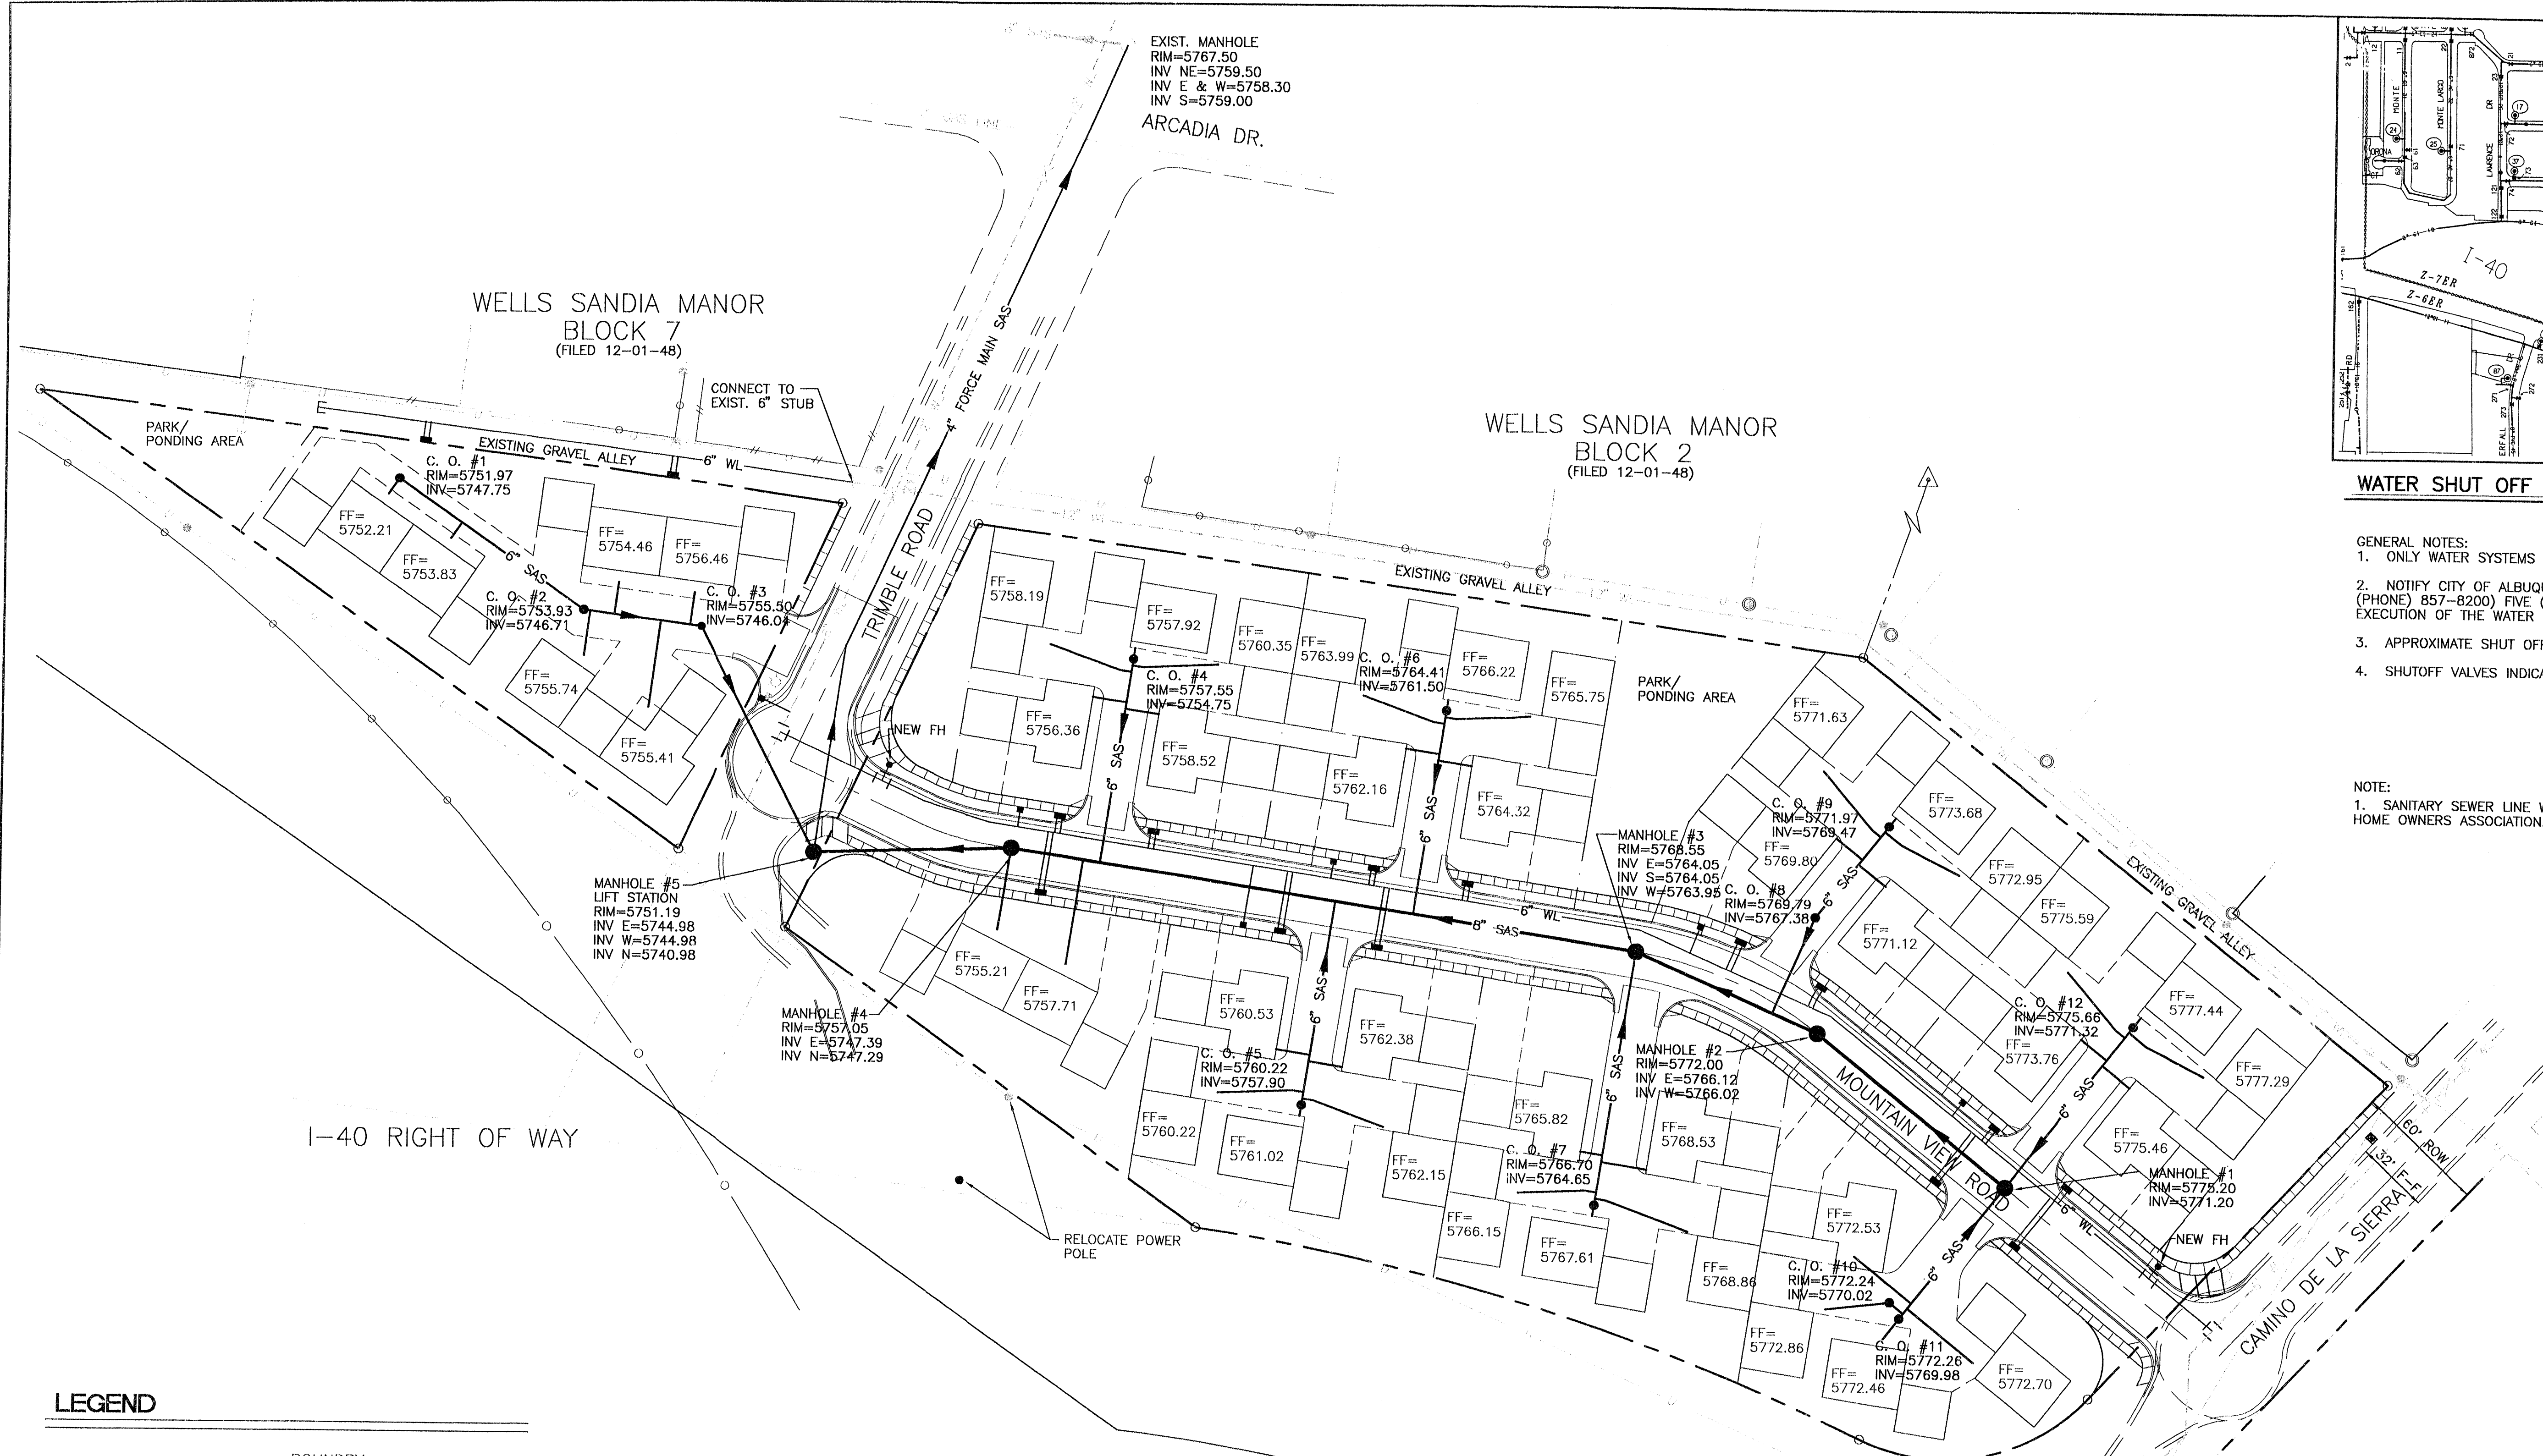 EXIST. MANHOLE
RIM=5767.50
INV NE=5759.50
INV E & W=5758.30
INV S=5759.00
ARCADIA DR.
WELLS SANDIA MANOR
BLOCK 7
(FILED 12-01-48)
CONNECT TO
EXIST. 6" STUB
4" FORCE MAIN SAS
PARK/
PONDING AREA
EXISTING GRAVEL ALLEY
6" WL
C. O. #1
RIM=5751.97
INV=5747.75
FF=
5752.21
FF=
5753.83
FF=
5754.46
FF=
5756.46
6" SAS
C. O. #2
RIM=5753.93
INV=5746.71
C. O. #3
RIM=5755.50
INV=5746.04
FF=
5755.74
FF=
5755.41
TRIMBLE ROAD
WELLS SANDIA MANOR
BLOCK 2
(FILED 12-01-48)
EXISTING GRAVEL ALLEY
12" WL
FF=
5758.19
FF=
5757.92
FF=
5760.35
FF=
5763.99
C. O. #6
RIM=5764.41
INV=5761.50
FF=
5766.22
FF=
5765.75
PARK/
PONDING AREA
C. O. #4
RIM=5757.55
INV=5754.75
NEW FH
FF=
5756.36
FF=
5758.52
6" SAS
FF=
5762.16
6" SAS
FF=
5764.32
FF=
5771.63
FF=
5773.68
C. O. #9
RIM=5771.97
INV=5769.47
FF=
5769.80
MANHOLE #3
RIM=5768.55
INV E=5764.05
INV S=5764.05
INV W=5763.95
C. O. #8
RIM=5769.79
INV=5767.38
6" SAS
FF=
5772.95
FF=
5775.59
FF=
5771.12
EXISTING GRAVEL ALLEY
MANHOLE #5
LIFT STATION
RIM=5751.19
INV E=5744.98
INV W=5744.98
INV N=5740.98
6" WL
8" SAS
FF=
5755.21
FF=
5757.71
MANHOLE #4
RIM=5757.05
INV E=5747.39
INV N=5747.29
FF=
5760.53
6" SAS
FF=
5762.38
C. O. #5
RIM=5760.22
INV=5757.90
FF=
5760.22
FF=
5761.02
FF=
5762.15
FF=
5765.82
6" SAS
MANHOLE #2
RIM=5772.00
INV E=5766.12
INV W=5766.02
FF=
5768.53
C. O. #7
RIM=5766.70
INV=5764.65
FF=
5766.15
FF=
5767.61
MOUNTAIN VIEW ROAD
C. O. #12
RIM=5775.66
INV=5771.32
FF=
5773.76
FF=
5777.44
FF=
5777.29
6" SAS
FF=
5775.46
MANHOLE #1
RIM=5775.20
INV=5771.20
6" WL
NEW FH
60' ROW
32' F-F
CAMINO DE LA SIERRA
FF=
5772.53
6" SAS
FF=
5768.86
C. O. #10
RIM=5772.24
INV=5770.02
FF=
5772.86
C. O. #11
RIM=5772.26
INV=5769.98
FF=
5772.46
FF=
5772.70
I-40 RIGHT OF WAY
RELOCATE POWER
POLE
LEGEND
MONTE
MONTE LARGO
LAWRENCE DR
I-40
Z-7ER
Z-6ER
24
25
17
37
87
WATER SHUT OFF
GENERAL NOTES:
1. ONLY WATER SYSTEMS
2. NOTIFY CITY OF
(PHONE) 857-8200) FIVE
EXECUTION OF THE WATER
3. APPROXIMATE SHUT
4. SHUTOFF VALVES
NOTE:
1. SANITARY SEWER LINE
HOME OWNERS ASSOCIATION